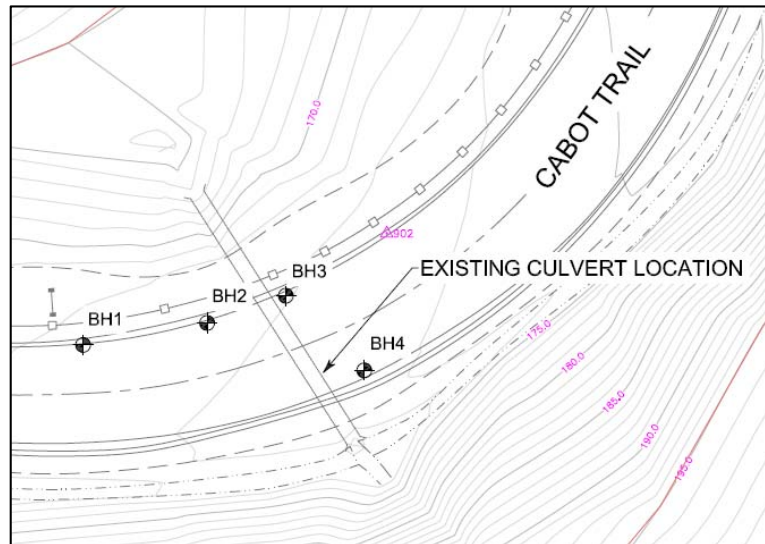 170.0
CABOT TRAIL
902
BH3
EXISTING CULVERT LOCATION
BH2
BH1
BH4
175.0
180.0
185.0
190.0
195.0